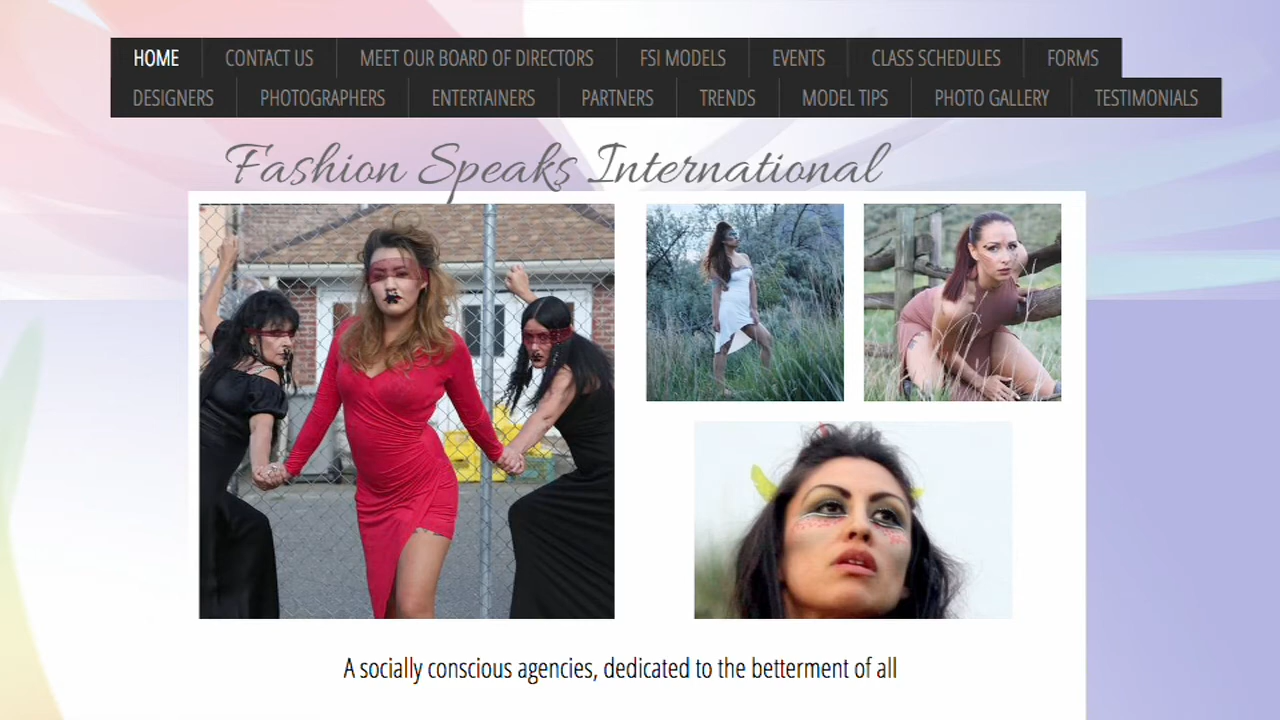 HOME CONTACT US MEET OUR BOARD OF DIRECTORS FSI MODELS EVENTS CLASS SCHEDULES FORMS
DESIGNERS PHOTOGRAPHERS ENTERTAINERS PARTNERS TRENDS MODEL TIPS PHOTO GALLERY TESTIMONIALS
Fashion Speaks International
A socially conscious agencies, dedicated to the betterment of all